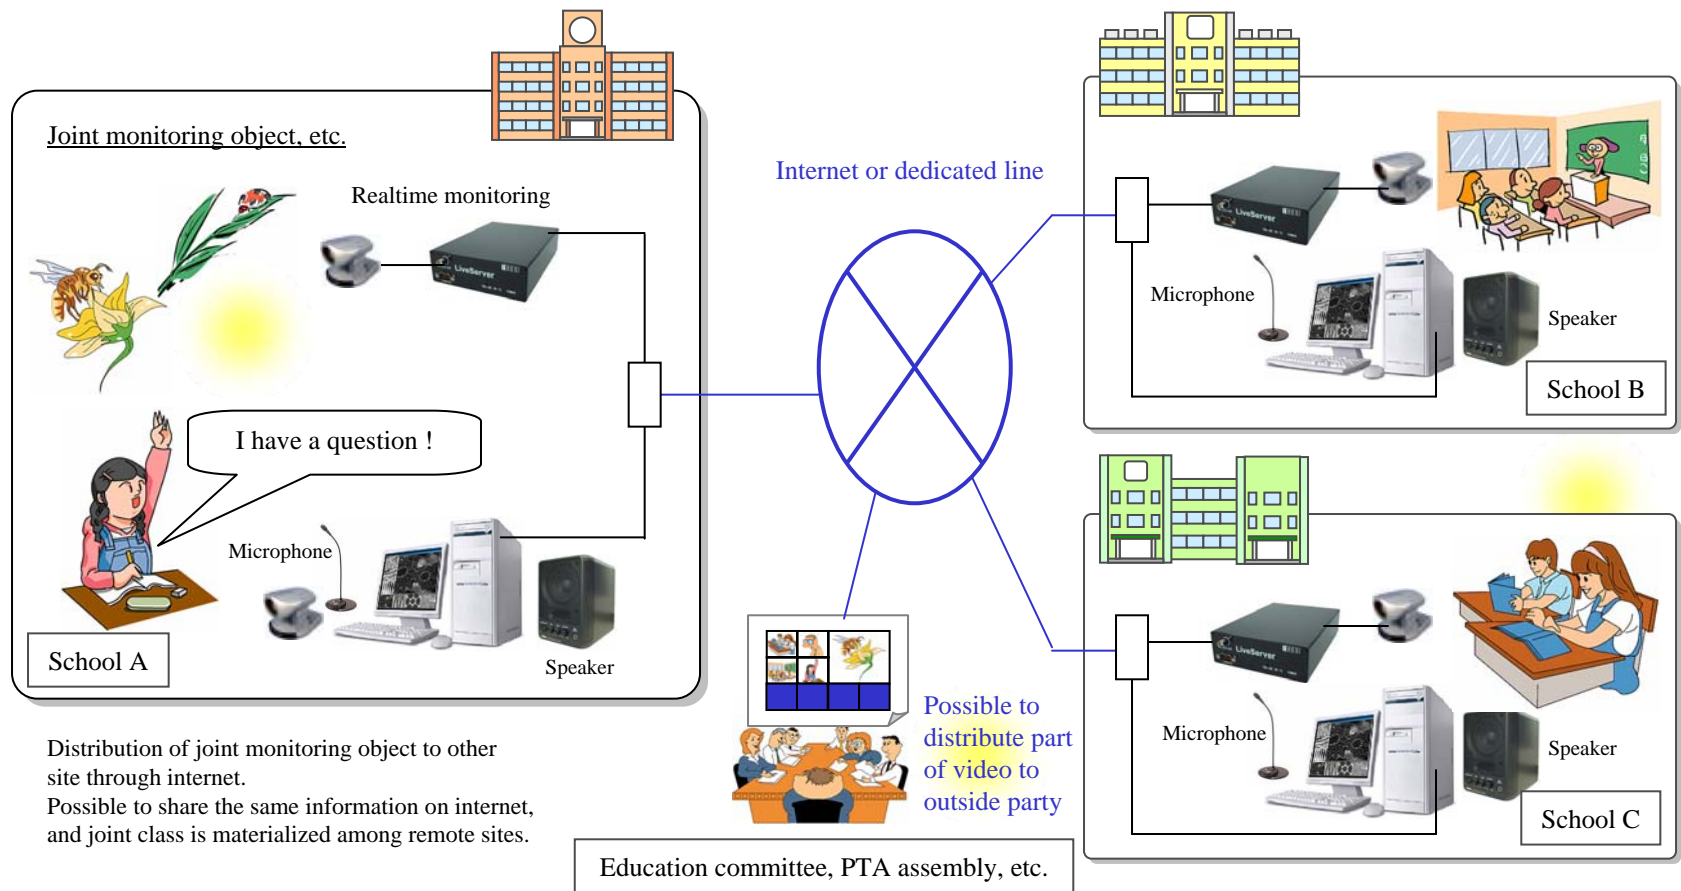 Joint monitoring object, etc.
Realtime monitoring
LiveServer
I have a question !
Microphone
Speaker
School A
Internet or dedicated line
LiveServer
Microphone
Speaker
School B
LiveServer
Microphone
Speaker
School C
Possible to
distribute part
of video to
outside party
Distribution of joint monitoring object to other
site through internet.
Possible to share the same information on internet,
and joint class is materialized among remote sites.
Education committee, PTA assembly, etc.